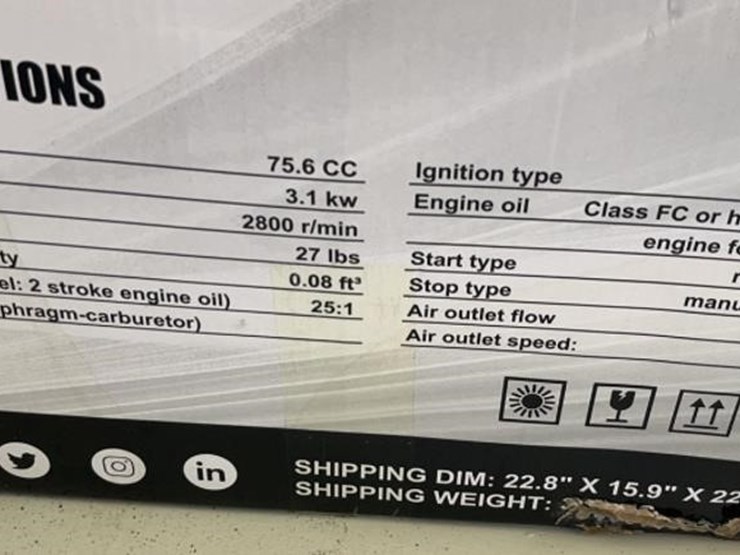 IONS
75.6 CC
3.1 kw
2800 r/min
27 lbs
ty 0.08 ft³
el: 2 stroke engine oil) 25:1
phragm-carburetor)
Ignition type
Engine oil Class FC or h
engine fo
Start type r
Stop type manu
Air outlet flow
Air outlet speed:
in
SHIPPING DIM: 22.8" X 15.9" X 22
SHIPPING WEIGHT: